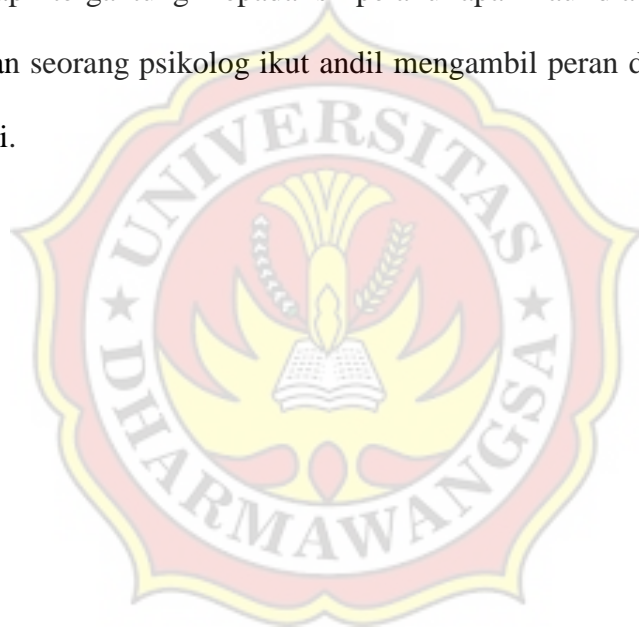 an seorang psikolog ikut andil mengambil peran d
i.
UNIVERSITAS
DHARMAWANGSA